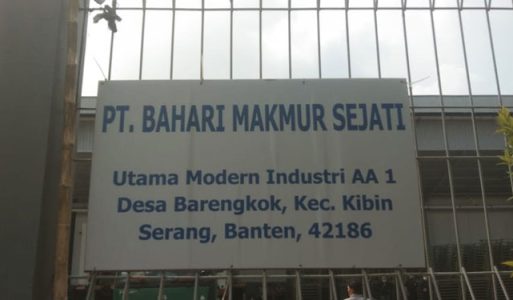 PT. BAHARI MAKMUR SEJATI
Utama Modern Industri AA 1
Desa Barengkok, Kec. Kibin
Serang, Banten, 42186